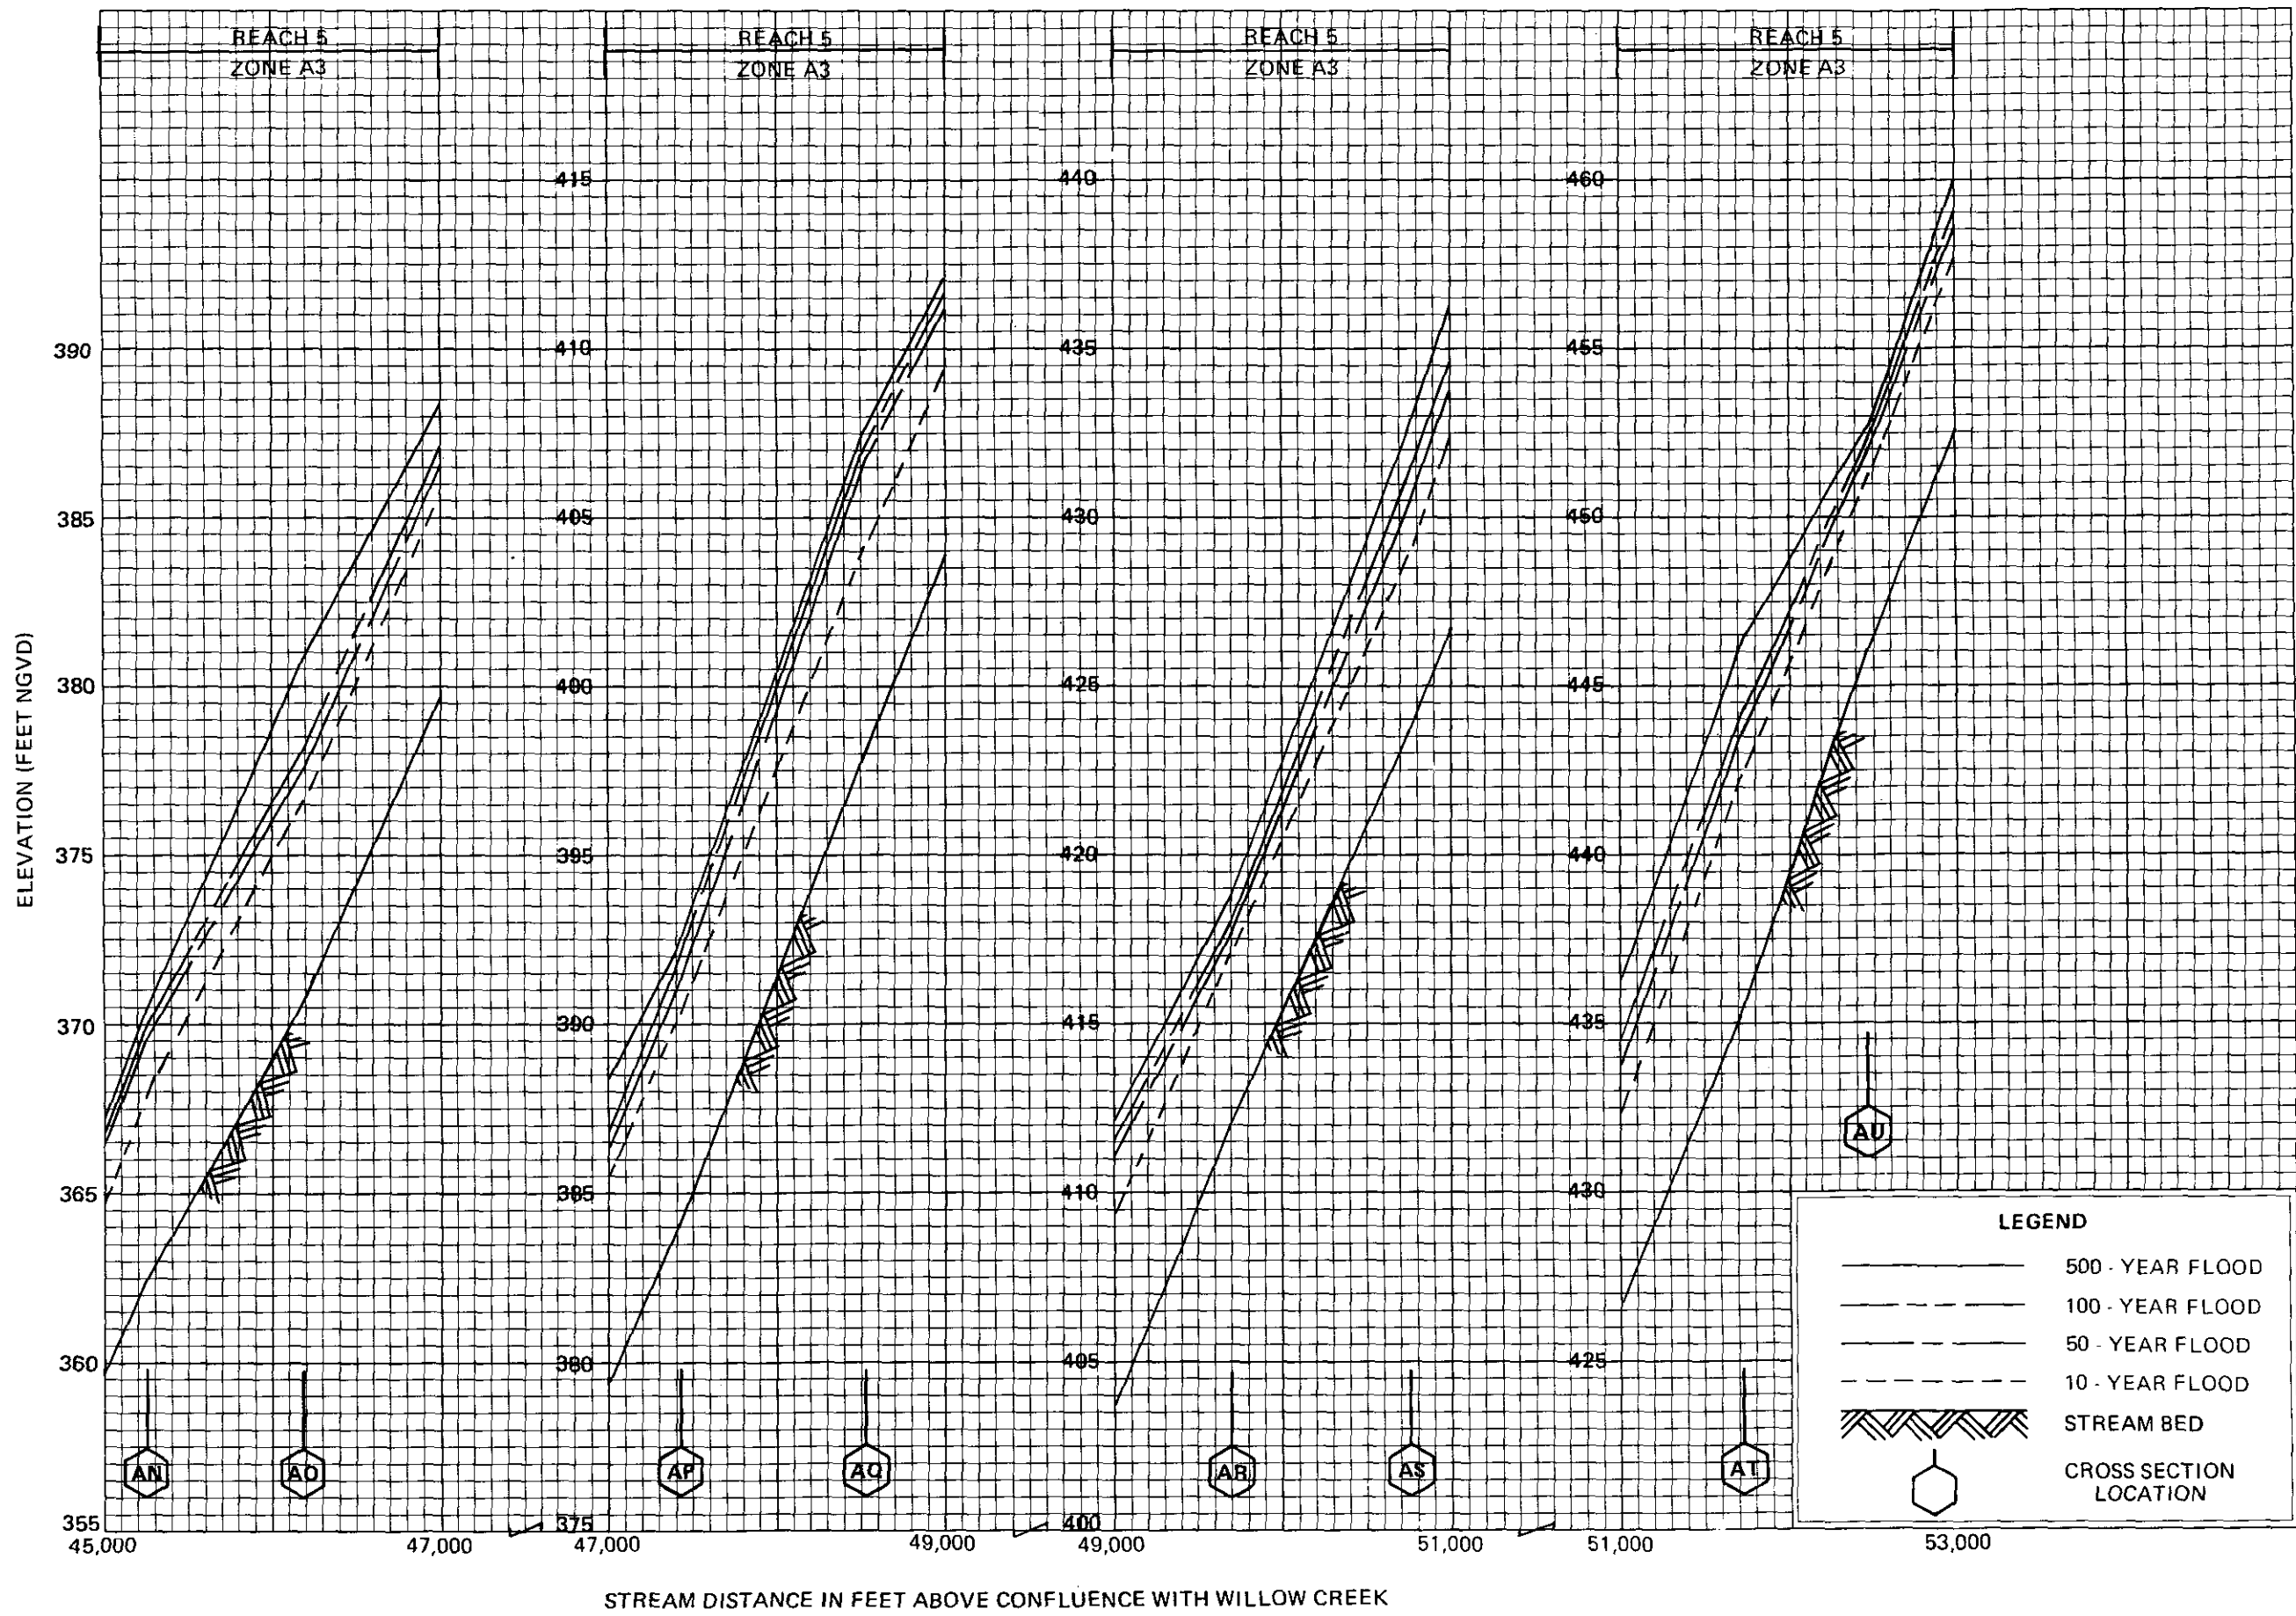 REACH 5
ZONE A3
REACH 5
ZONE A3
REACH 5
ZONE A3
REACH 5
ZONE A3
ELEVATION (FEET NGVD)
390
385
380
375
370
365
360
355
415
410
405
400
395
390
385
380
375
440
435
430
425
420
415
410
405
400
460
455
450
445
440
435
430
425
AN
AO
AP
AQ
AR
AS
AT
AU
LEGEND
500 - YEAR FLOOD
100 - YEAR FLOOD
50 - YEAR FLOOD
10 - YEAR FLOOD
STREAM BED
CROSS SECTION
LOCATION
45,000
47,000
47,000
49,000
49,000
51,000
51,000
53,000
STREAM DISTANCE IN FEET ABOVE CONFLUENCE WITH WILLOW CREEK